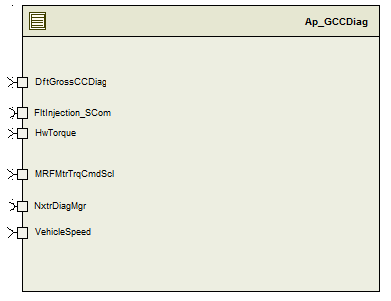 Ap_GCCDiag
DftGrossCCDiag
FltInjection_SCom
HwTorque
MRFMtrTrqCmdScl
NxtrDiagMgr
VehicleSpeed